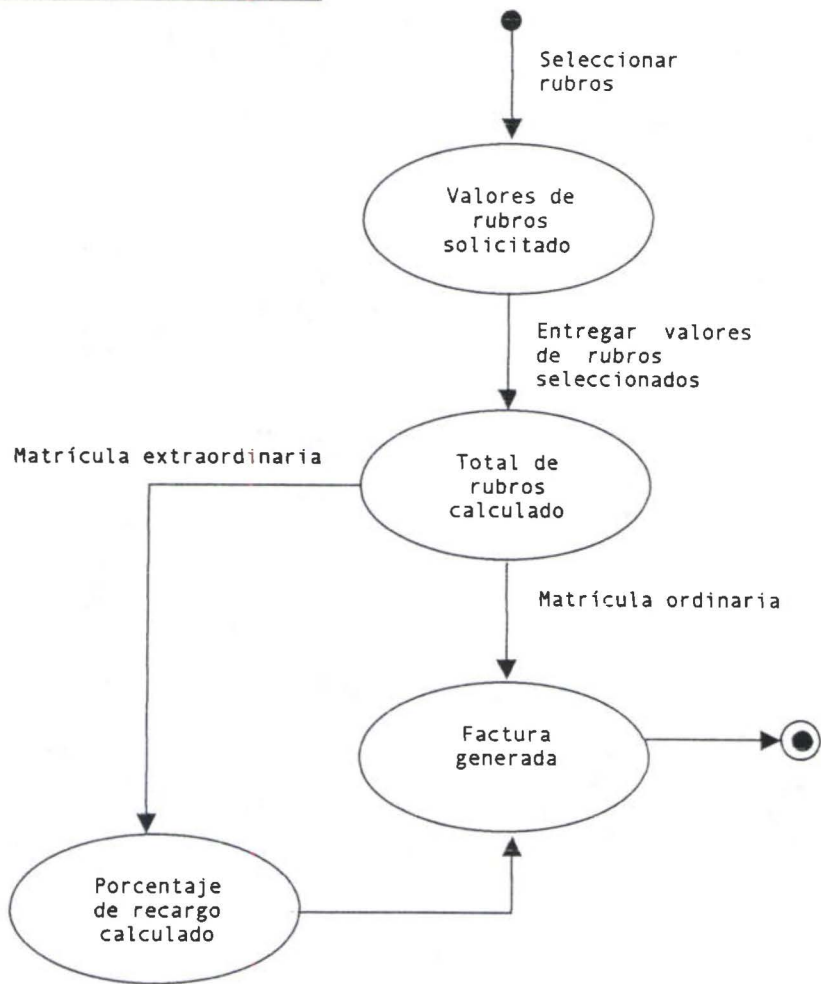 Seleccionar
rubros
Valores de
rubros
solicitado
Entregar valores
de rubros
seleccionados
Matrícula extraordinaria
Total de
rubros
calculado
Matrícula ordinaria
Factura
generada
Porcentaje
de recargo
calculado